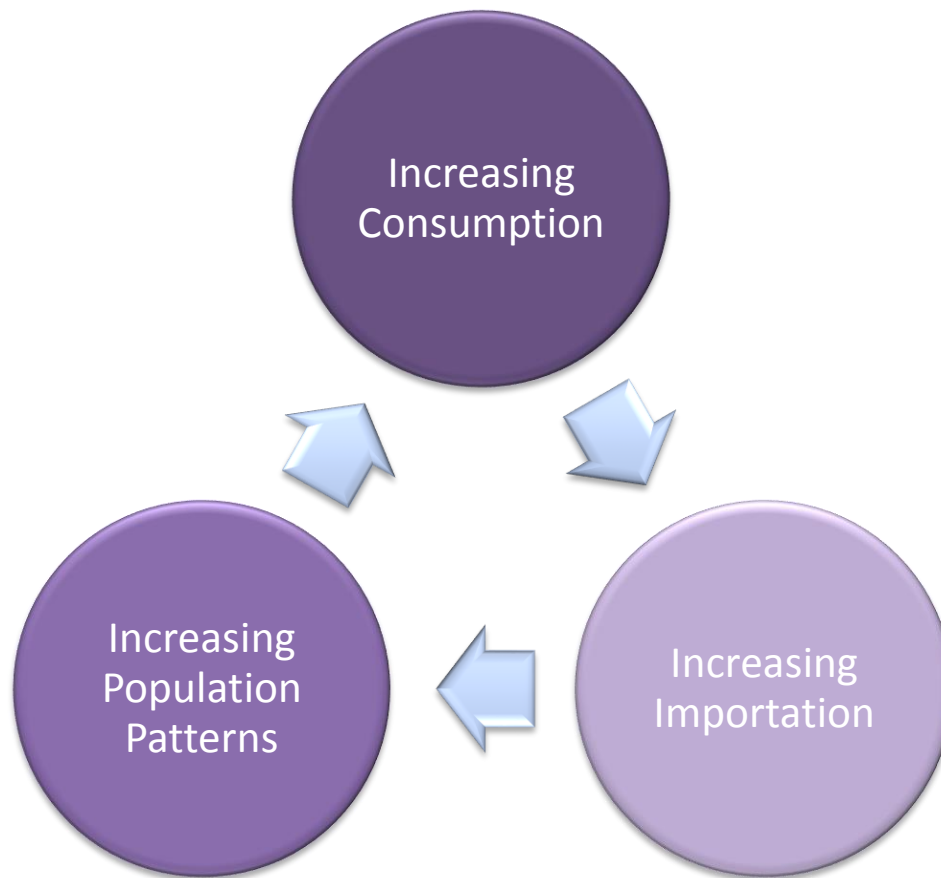 Increasing
Consumption
Increasing
Importation
Increasing
Population
Patterns